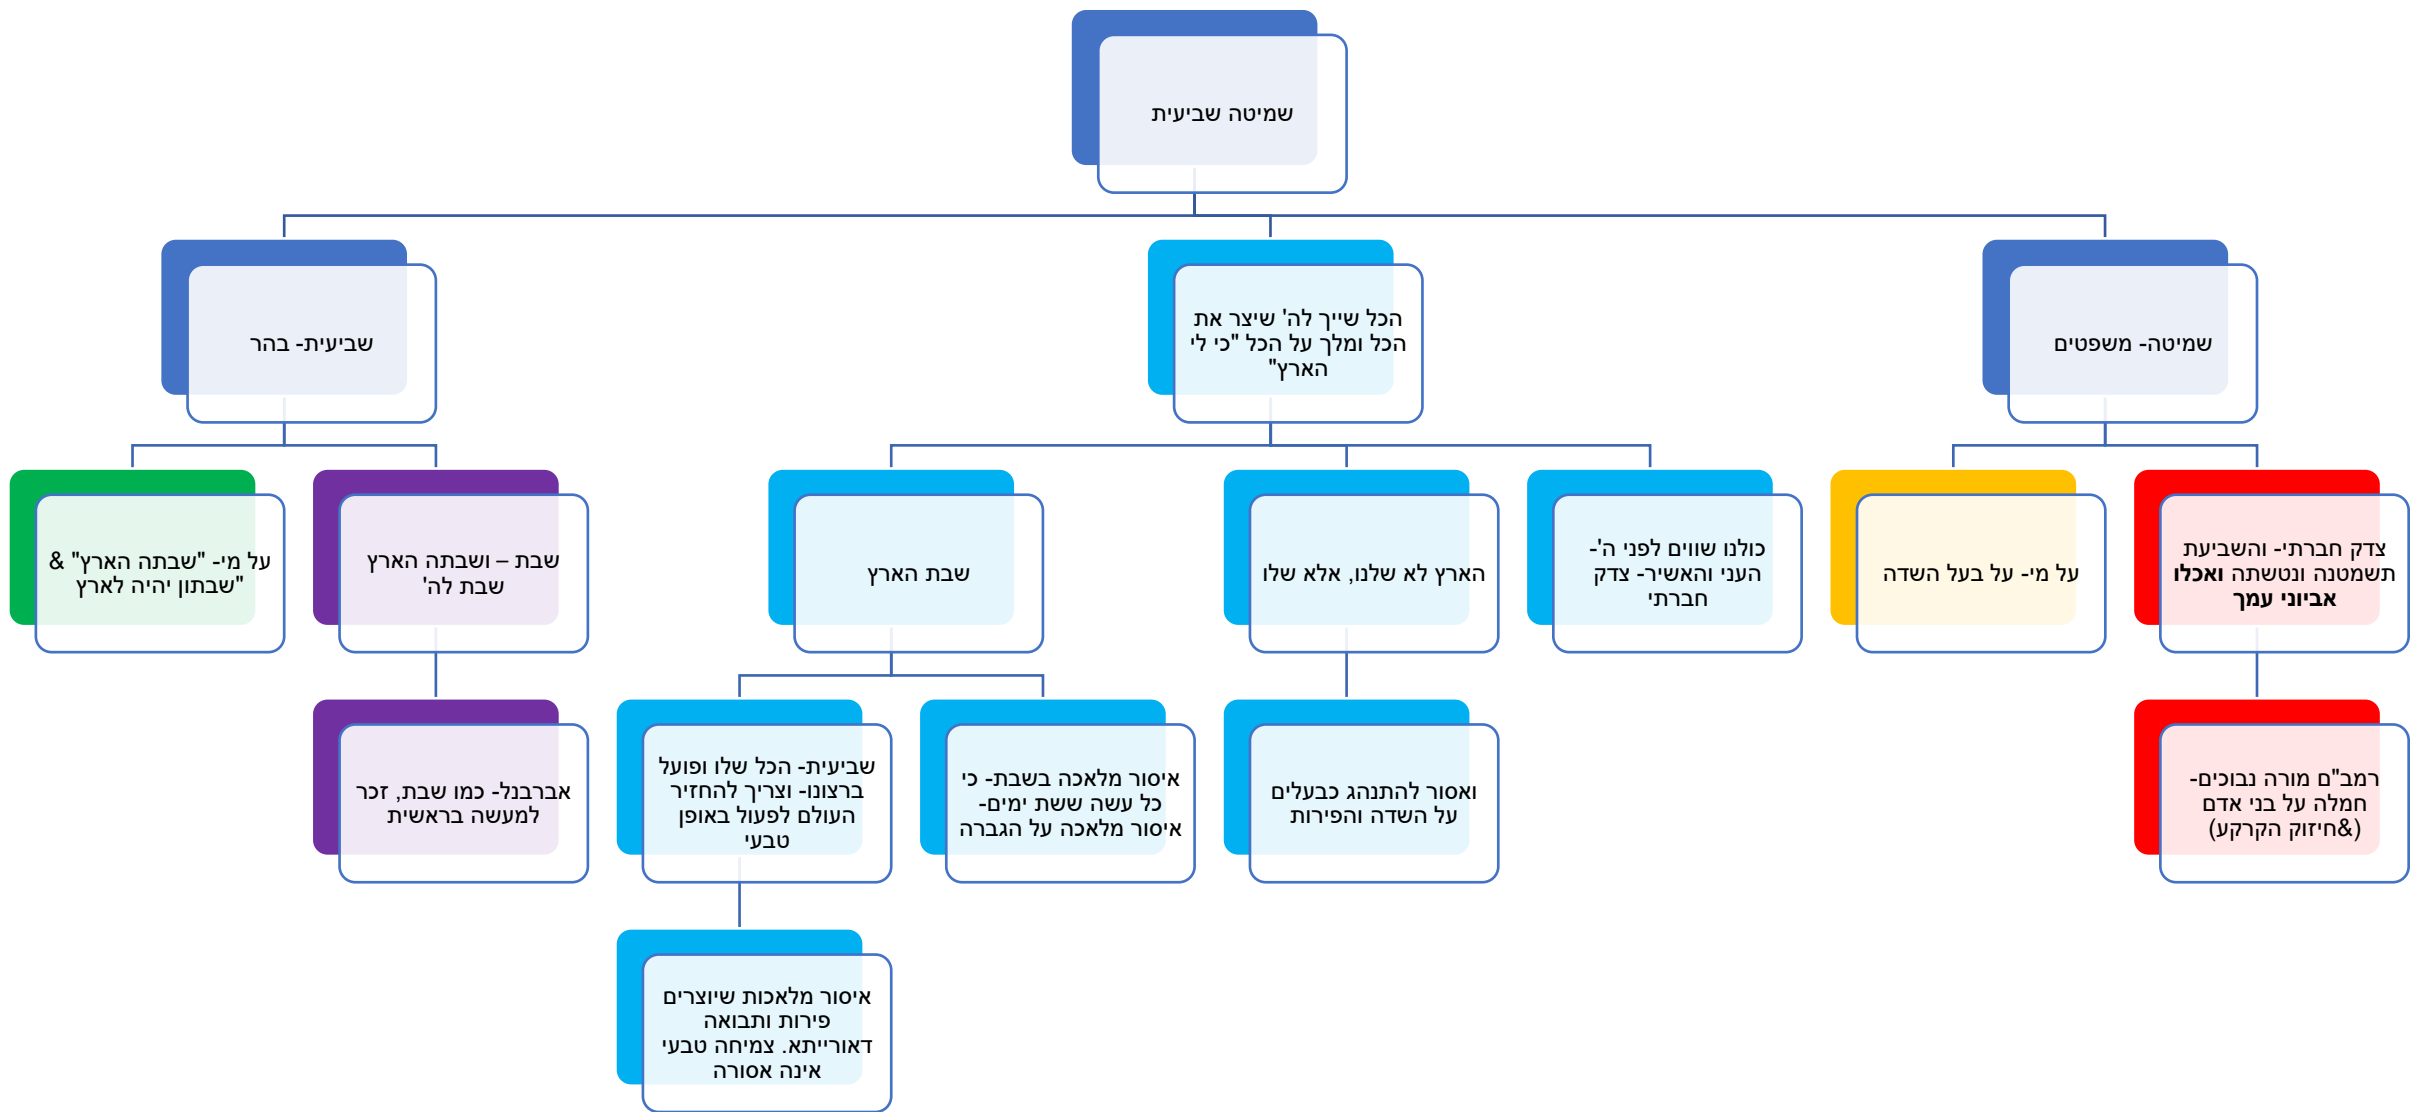 שמיטה שביעית
שמיטה- משפטים
הכל שייך לה' שיצר את
הכל ומלך על הכל "כי לי
הארץ"
שביעית- בהר
צדק חברתי- והשביעת
תשמטנה ונטשתה ואכלו
אביוני עמך
על מי- על בעל השדה
כולנו שווים לפני ה'-
העני והאשיר- צדק
חברתי
הארץ לא שלנו, אלא שלו
שבת הארץ
שבת – ושבתה הארץ
שבת לה'
על מי- "שבתה הארץ" &
"שבתון יהיה לארץ
רמב"ם מורה נבוכים-
חמלה על בני אדם
(&חיזוק הקרקע)
ואסור להתנהג כבעלים
על השדה והפירות
איסור מלאכה בשבת- כי
כל עשה ששת ימים-
איסור מלאכה על הגברה
שביעית- הכל שלו ופועל
ברצונו- וצריך להחזיר
העולם לפעול באופן
טבעי
אברבנל- כמו שבת, זכר
למעשה בראשית
איסור מלאכות שיוצרים
פירות ותבואה
דאורייתא. צמיחה טבעי
אינה אסורה